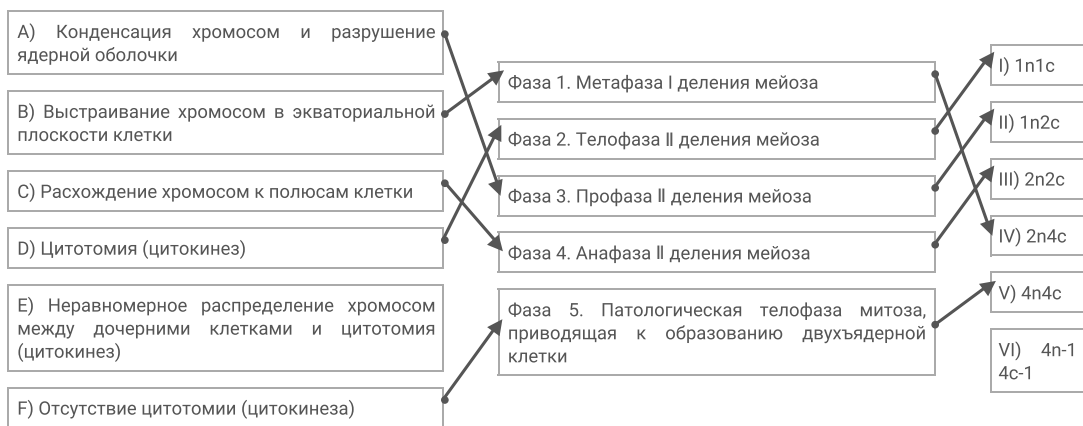 А) Конденсация хромосом и разрушение
ядерной оболочки
В) Выстраивание хромосом в экваториальной
плоскости клетки
С) Расхождение хромосом к полюсам клетки
D) Цитотомия (цитокинез)
Е) Неравномерное распределение хромосом
между дочерними клетками и цитотомия
(цитокинез)
F) Отсутствие цитотомии (цитокинеза)
Фаза 1. Метафаза I деления мейоза
Фаза 2. Телофаза II деления мейоза
Фаза 3. Профаза II деления мейоза
Фаза 4. Анафаза II деления мейоза
Фаза 5. Патологическая телофаза митоза,
приводящая к образованию двухъядерной
клетки
I) 1n1c
II) 1n2c
III) 2n2c
IV) 2n4c
V) 4n4c
VI) 4n-1
4c-1